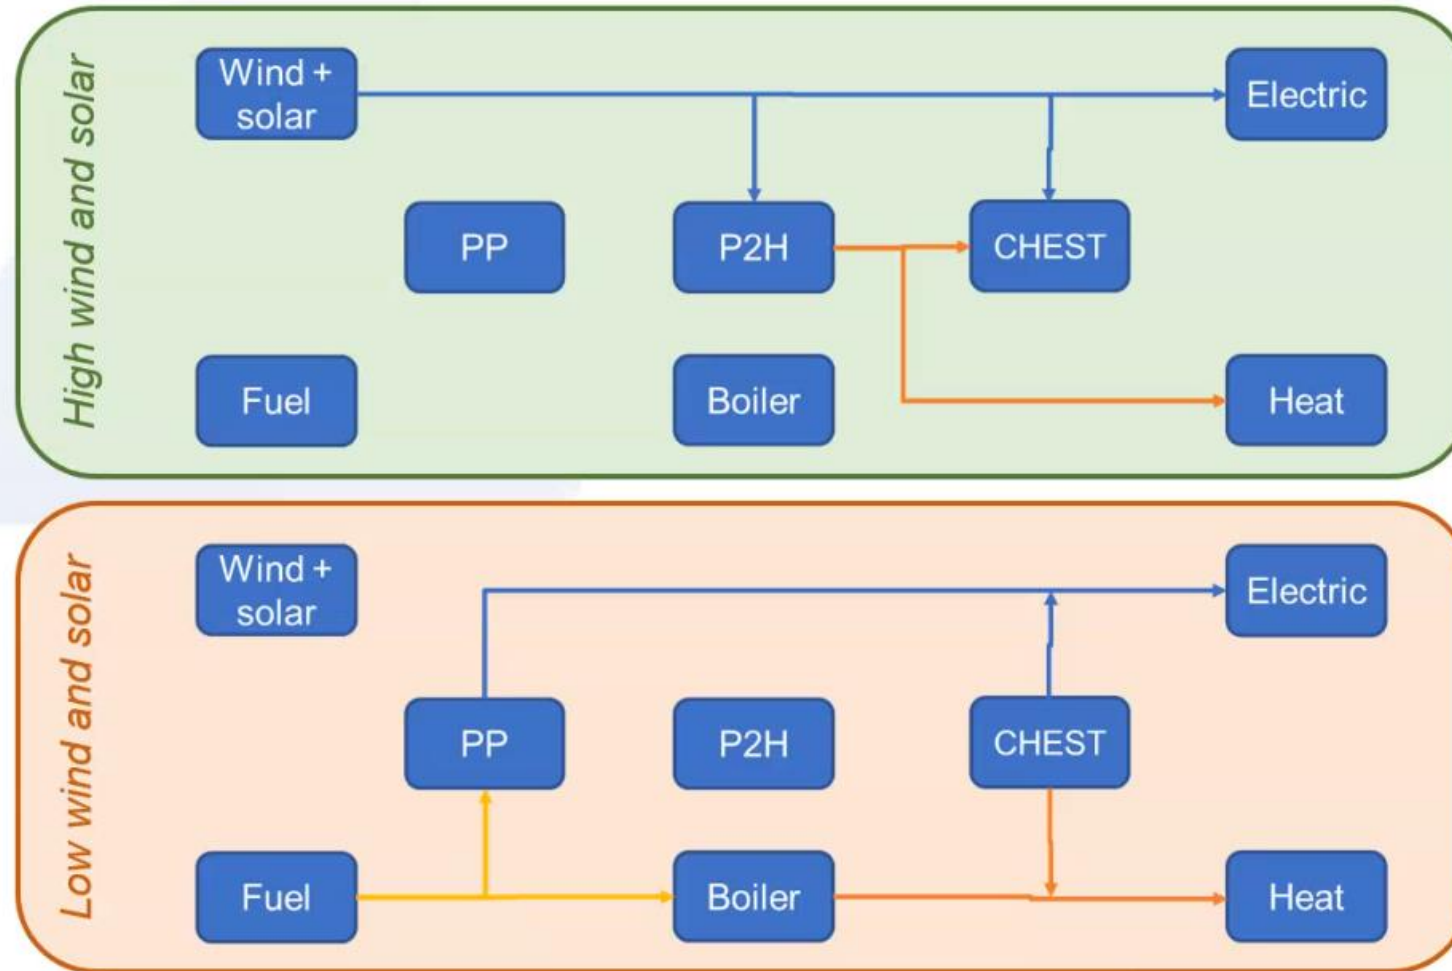 High wind and solar
Wind +
solar
Electric
PP
P2H
CHEST
Fuel
Boiler
Heat
Low wind and solar
Wind +
solar
Electric
PP
P2H
CHEST
Fuel
Boiler
Heat